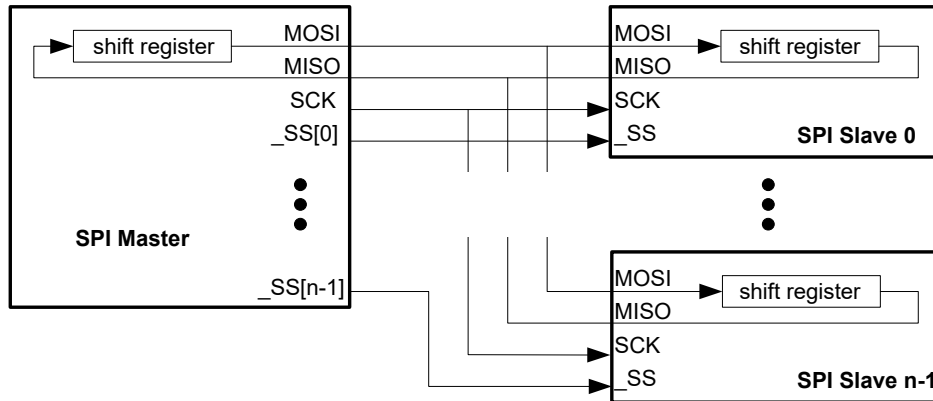 shift register
MOSI
MISO
SCK
_SS[0]
SPI Master
_SS[n-1]
MOSI
shift register
MISO
SCK
_SS
SPI Slave 0
MOSI
shift register
MISO
SCK
_SS
SPI Slave n-1